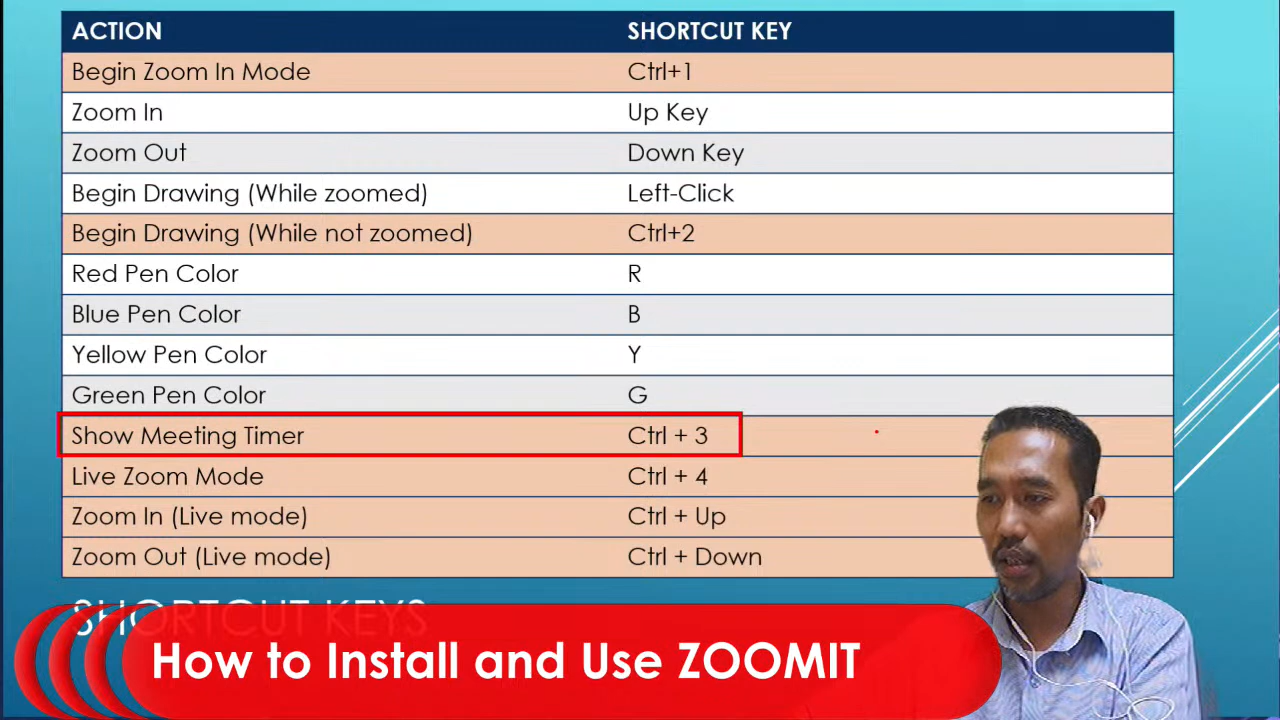 ACTION SHORTCUT KEY
Begin Zoom In Mode Ctrl+1
Zoom In Up Key
Zoom Out Down Key
Begin Drawing (While zoomed) Left-Click
Begin Drawing (While not zoomed) Ctrl+2
Red Pen Color R
Blue Pen Color B
Yellow Pen Color Y
Green Pen Color G
Show Meeting Timer Ctrl + 3
Live Zoom Mode Ctrl + 4
Zoom In (Live mode) Ctrl + Up
Zoom Out (Live mode) Ctrl + Down
SHORTCUT KEYS
How to Install and Use ZOOMIT